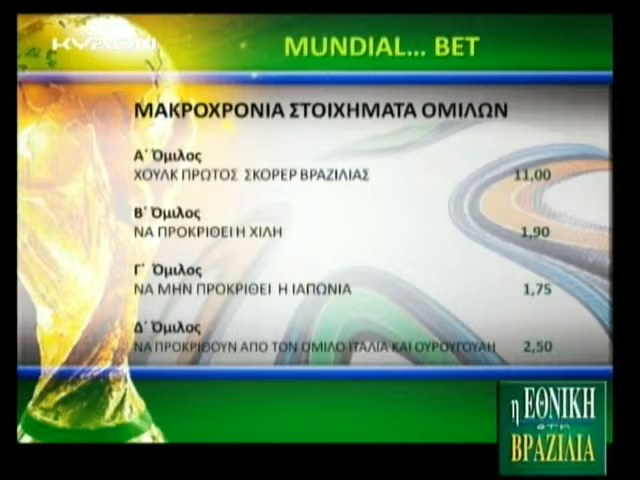 ΚΥΔΩΝ
MUNDIAL... BET
ΜΑΚΡΟΧΡΟΝΙΑ ΣΤΟΙΧΗΜΑΤΑ ΟΜΙΛΩΝ
Α΄ Όμιλος
ΧΟΥΛΚ ΠΡΩΤΟΣ ΣΚΟΡΕΡ ΒΡΑΖΙΛΙΑΣ 11,00
Β΄ Όμιλος
ΝΑ ΠΡΟΚΡΙΘΕΙ Η ΧΙΛΗ 1,90
Γ΄ Όμιλος
ΝΑ ΜΗΝ ΠΡΟΚΡΙΘΕΙ Η ΙΑΠΩΝΙΑ 1,75
Δ΄ Όμιλος
ΝΑ ΠΡΟΚΡΙΘΟΥΝ ΑΠΟ ΤΟΝ ΟΜΙΛΟ ΙΤΑΛΙΑ ΚΑΙ ΟΥΡΟΥΓΟΥΑΗ 2,50
η ΕΘΝΙΚΗ
στη
ΒΡΑΖΙΛΙΑ